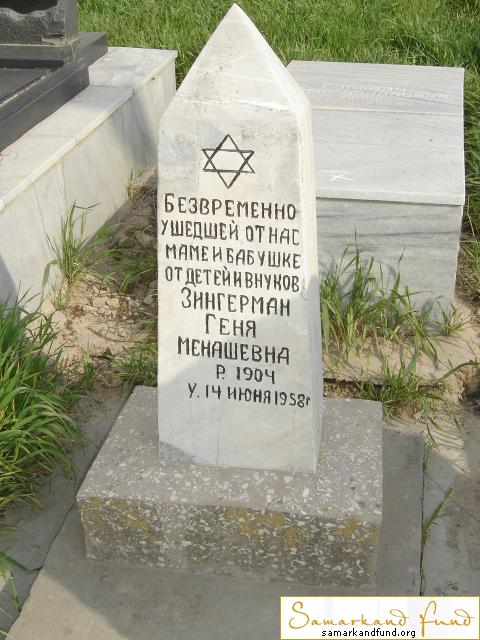 БЕЗВРЕМЕННО
УШЕДШЕЙ ОТ НАС
МАМЕ И БАБУШКЕ
ОТ ДЕТЕЙ И ВНУКОВ
ЗИНГЕРМАН
ГЕНЯ
МЕНАШЕВНА
Р. 1904
У. 14 ИЮНЯ 1958г
Samarkand Fund
samarkandfund.org